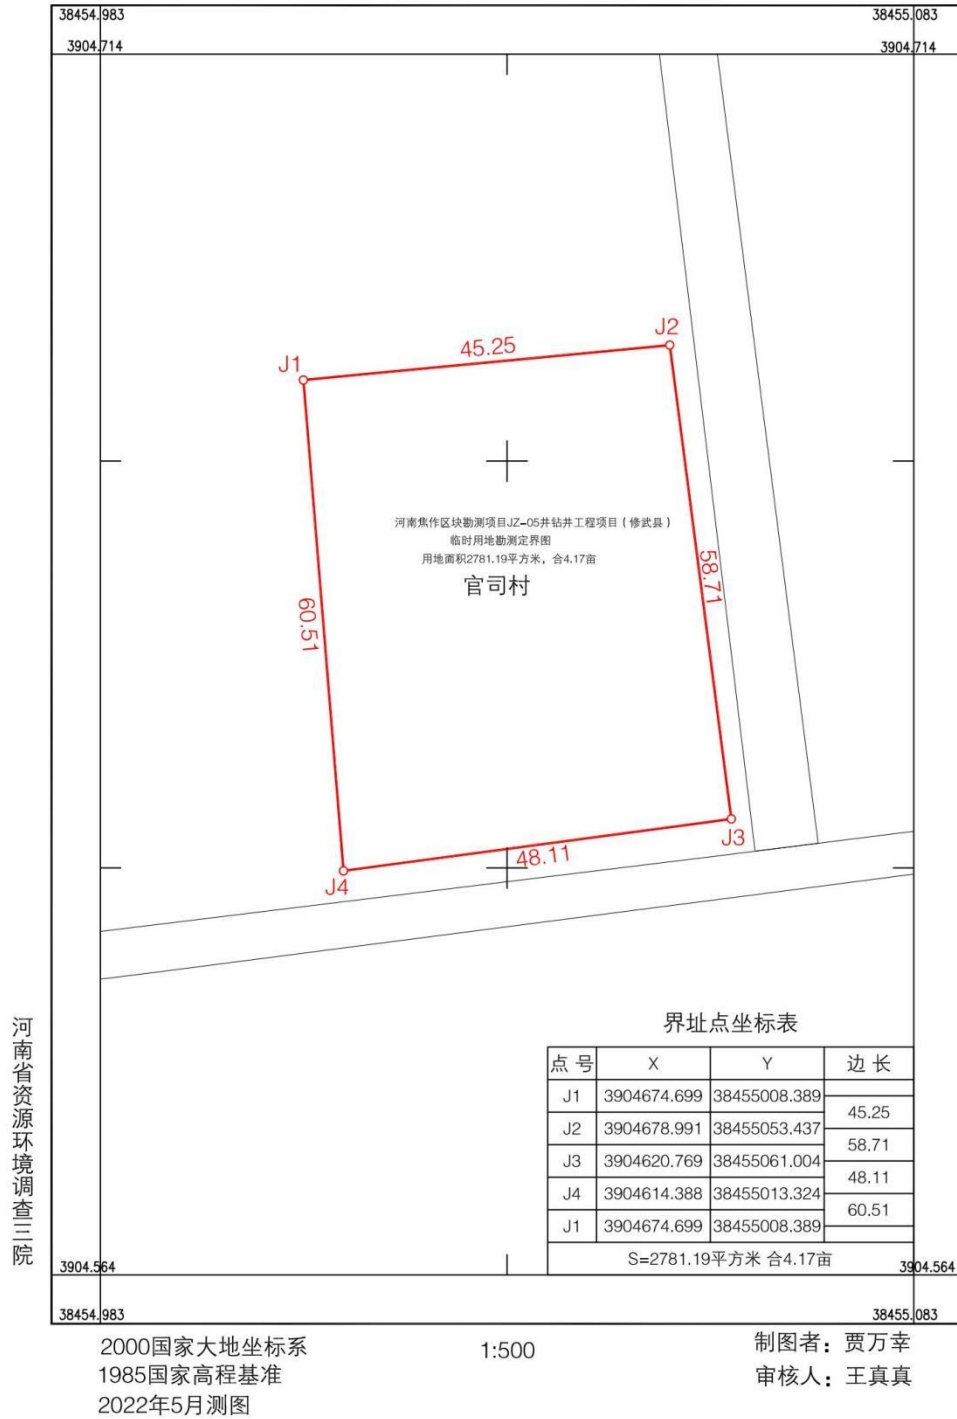 38454.983
38455.083
3904.714
3904.714
J2
45.25
J1
河南焦作区块勘测项目JZ-05井钻井工程项目（修武县）
临时用地勘测定界图
用地面积2781.19平方米，合4.17亩
官司村
58.71
60.51
J3
48.11
J4
河南省资源环境调查三院
界址点坐标表
点号 X Y 边长
J1 3904674.699 38455008.389
45.25
J2 3904678.991 38455053.437
58.71
J3 3904620.769 38455061.004
48.11
J4 3904614.388 38455013.324
60.51
J1 3904674.699 38455008.389
S=2781.19平方米 合4.17亩
3904.564
3904.564
38454.983
38455.083
2000国家大地坐标系
1985国家高程基准
2022年5月测图
1:500
制图者：贾万幸
审核人：王真真